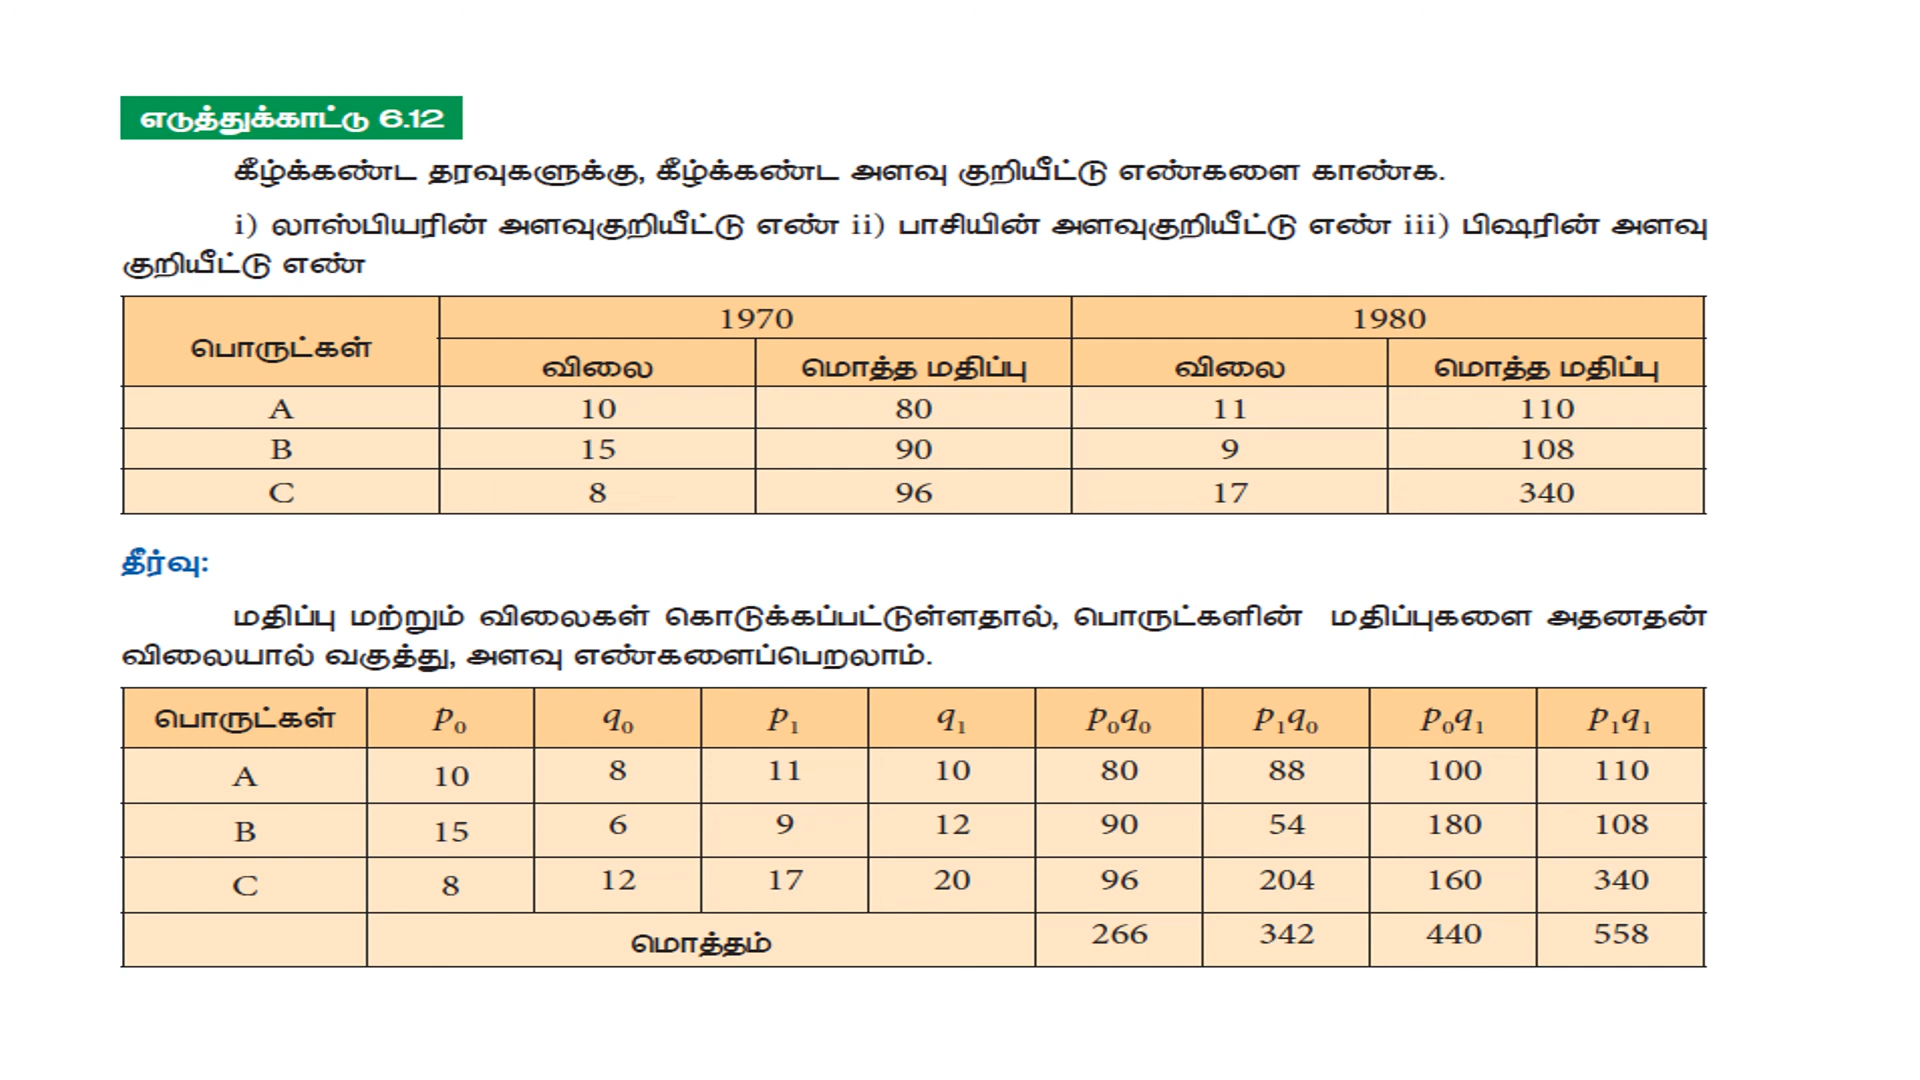 எடுத்துக்காட்டு 6.12
கீழ்க்கண்ட தரவுகளுக்கு, கீழ்க்கண்ட அளவு குறியீட்டு எண்களை காண்க.
i) லாஸ்பியரின் அளவுகுறியீட்டு எண் ii) பாசியின் அளவுகுறியீட்டு எண் iii) பிஷரின் அளவு
குறியீட்டு எண்
பொருட்கள் 1970 1980
விலை மொத்த மதிப்பு விலை மொத்த மதிப்பு
A 10 80 11 110
B 15 90 9 108
C 8 96 17 340
தீர்வு:
மதிப்பு மற்றும் விலைகள் கொடுக்கப்பட்டுள்ளதால், பொருட்களின் மதிப்புகளை அதனதன்
விலையால் வகுத்து, அளவு எண்களைப்பெறலாம்.
பொருட்கள் p₀ q₀ p₁ q₁ p₀q₀ p₁q₀ p₀q₁ p₁q₁
A 10 8 11 10 80 88 100 110
B 15 6 9 12 90 54 180 108
C 8 12 17 20 96 204 160 340
மொத்தம் 266 342 440 558